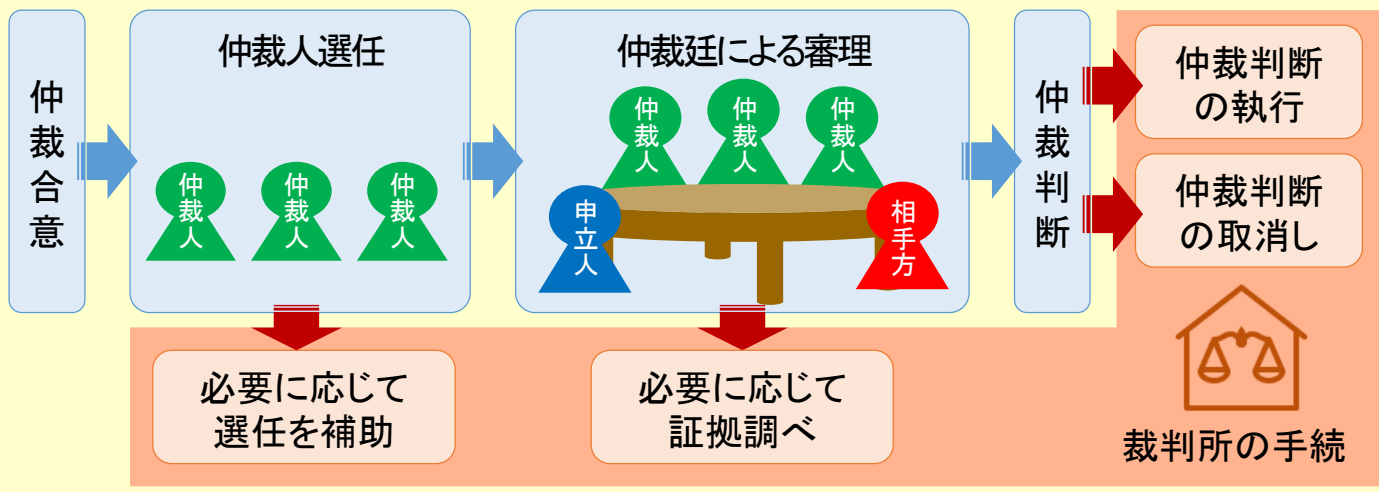 仲裁合意
仲裁人選任
仲裁人
仲裁人
仲裁人
仲裁廷による審理
仲裁人
仲裁人
仲裁人
申立人
相手方
仲裁判断
仲裁判断
の執行
仲裁判断
の取消し
必要に応じて
選任を補助
必要に応じて
証拠調べ
裁判所の手続